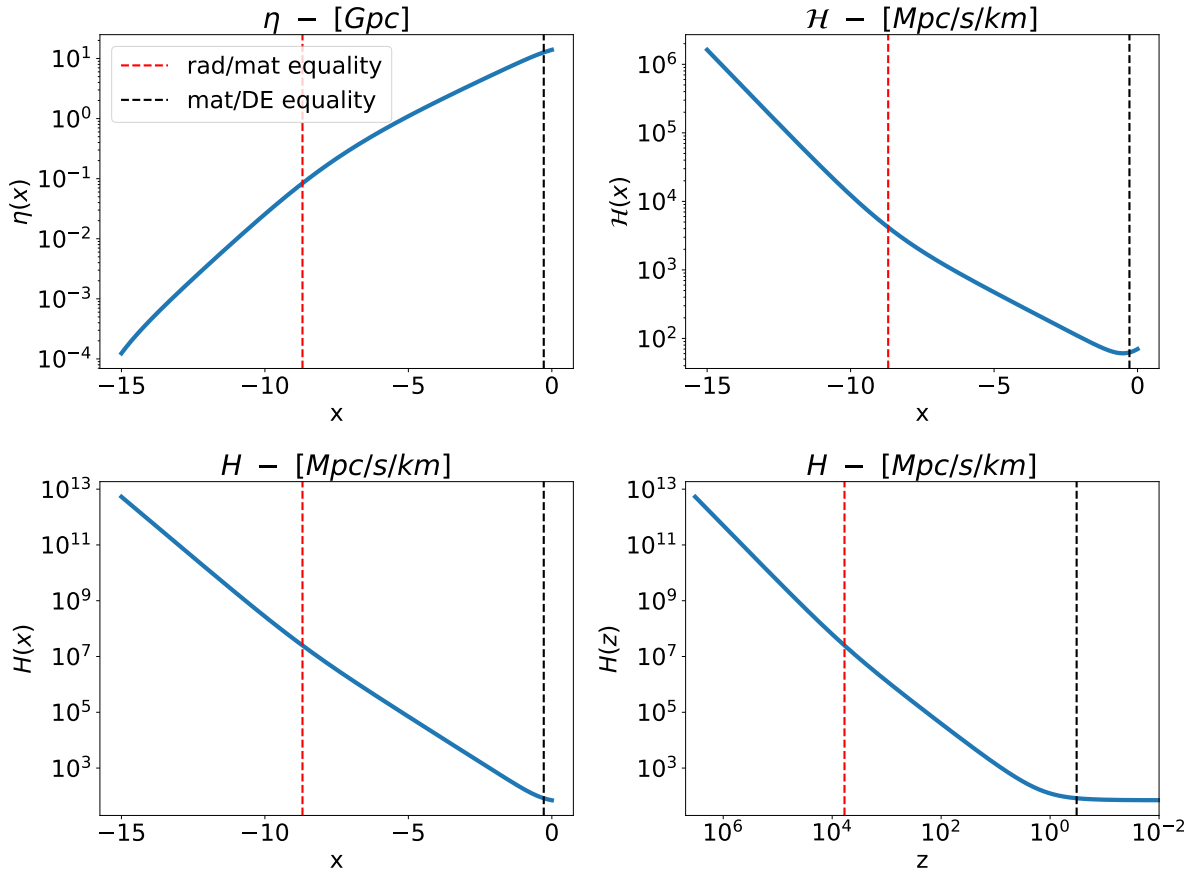 η − [Gpc]
10¹
10⁰
10⁻¹
10⁻²
10⁻³
10⁻⁴
η(x)
rad/mat equality
mat/DE equality
−15 −10 −5 0
x
ℋ − [Mpc/s/km]
10⁶
10⁵
10⁴
10³
10²
ℋ(x)
−15 −10 −5 0
x
H − [Mpc/s/km]
10¹³
10¹¹
10⁹
10⁷
10⁵
10³
H(x)
−15 −10 −5 0
x
H − [Mpc/s/km]
10¹³
10¹¹
10⁹
10⁷
10⁵
10³
H(z)
10⁶ 10⁴ 10² 10⁰ 10⁻²
z